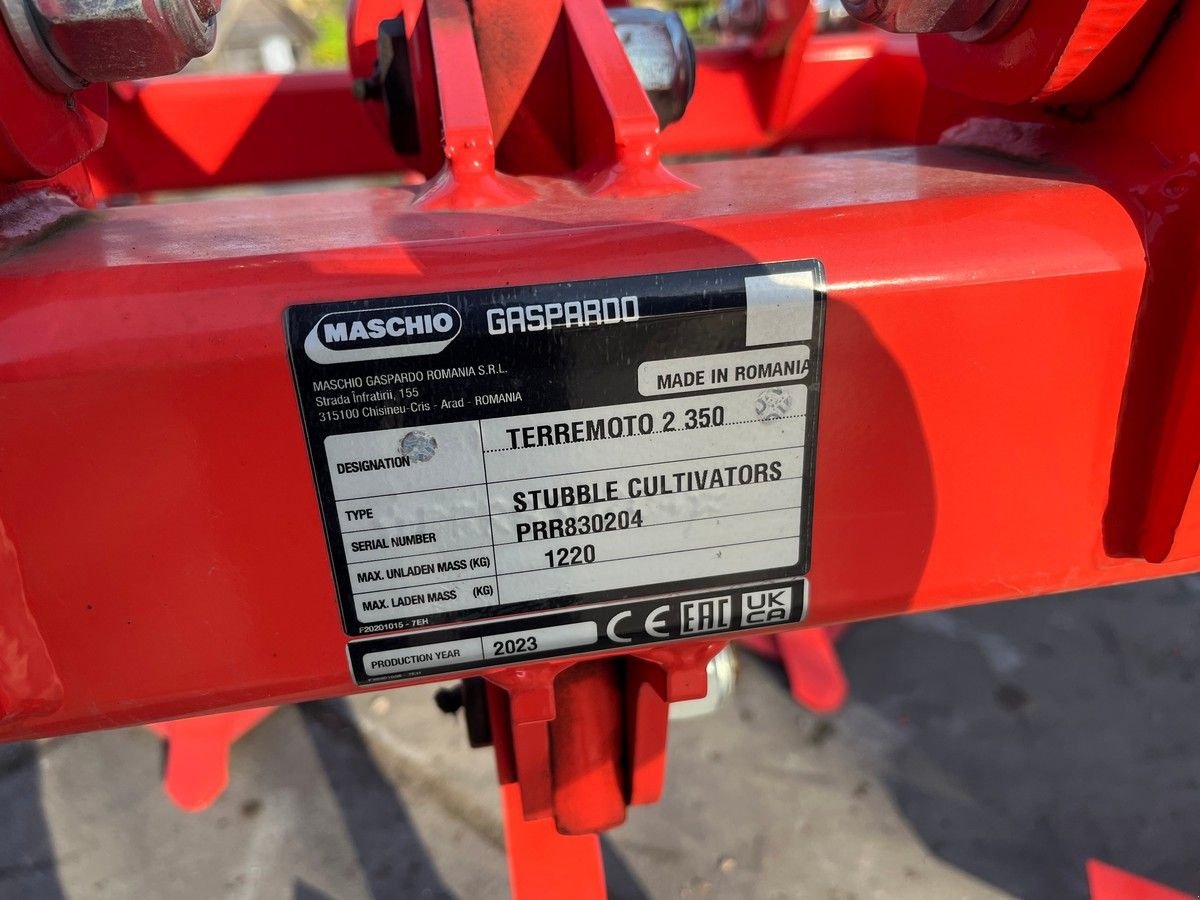 MASCHIO GASPARDO
MASCHIO GASPARDO ROMANIA S.R.L.
Strada Înfratirii, 155
315100 Chisineu-Cris - Arad - ROMANIA
MADE IN ROMANIA
DESIGNATION TERREMOTO 2 350
TYPE STUBBLE CULTIVATORS
SERIAL NUMBER PRR830204
MAX. UNLADEN MASS (KG) 1220
MAX. LADEN MASS (KG)
F20201015 - 7EH
PRODUCTION YEAR 2023 CE EAC UK CA